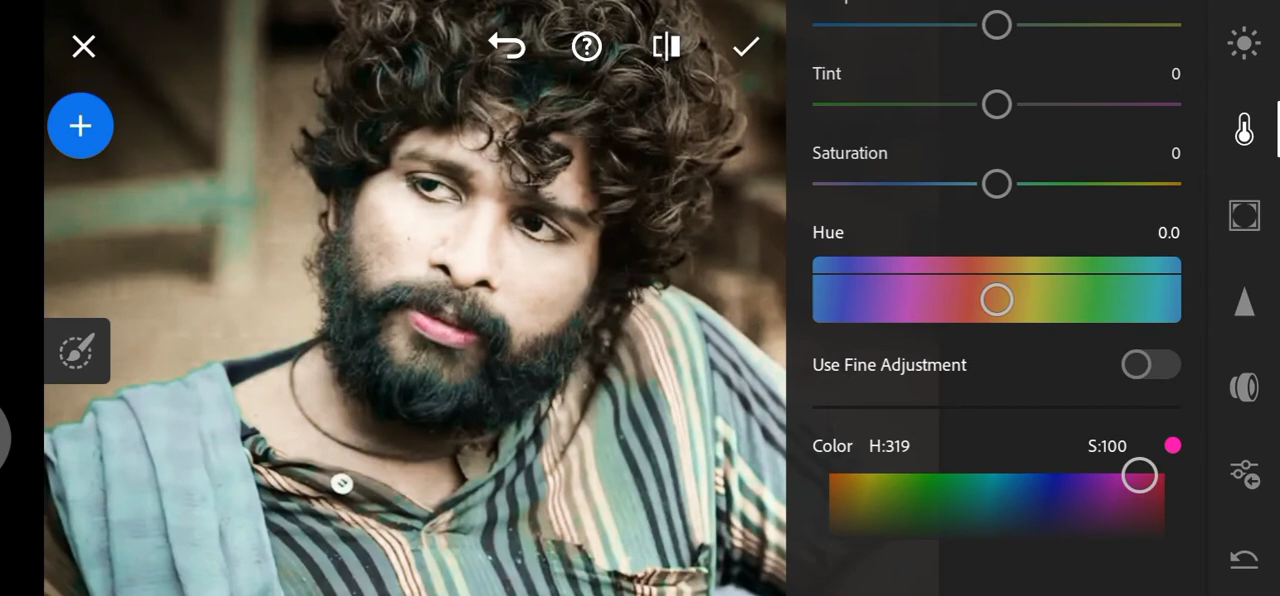 Tint 0
Saturation 0
Hue 0.0
Use Fine Adjustment
Color H:319 S:100